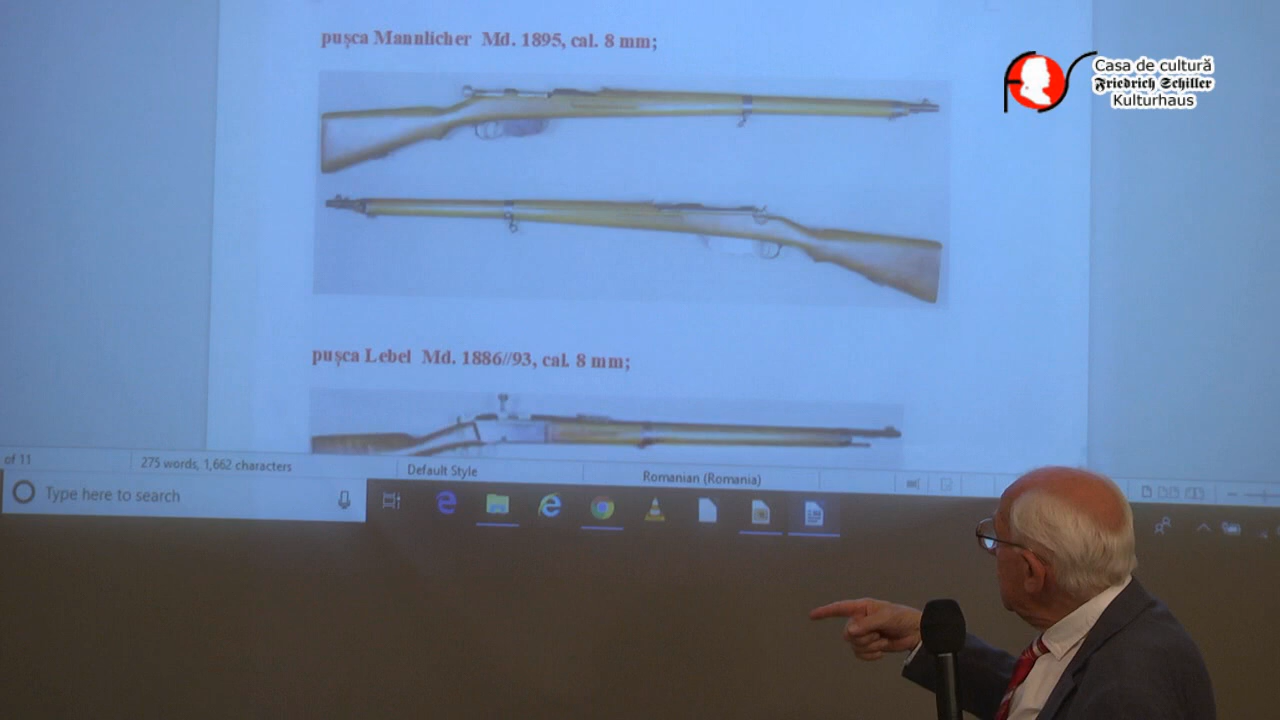 pușca Mannlicher Md. 1895, cal. 8 mm;
Casa de cultură
Friedrich Schiller
Kulturhaus
pușca Lebel Md. 1886//93, cal. 8 mm;
of 11
275 words, 1,662 characters
Default Style
Romanian (Romania)
Type here to search